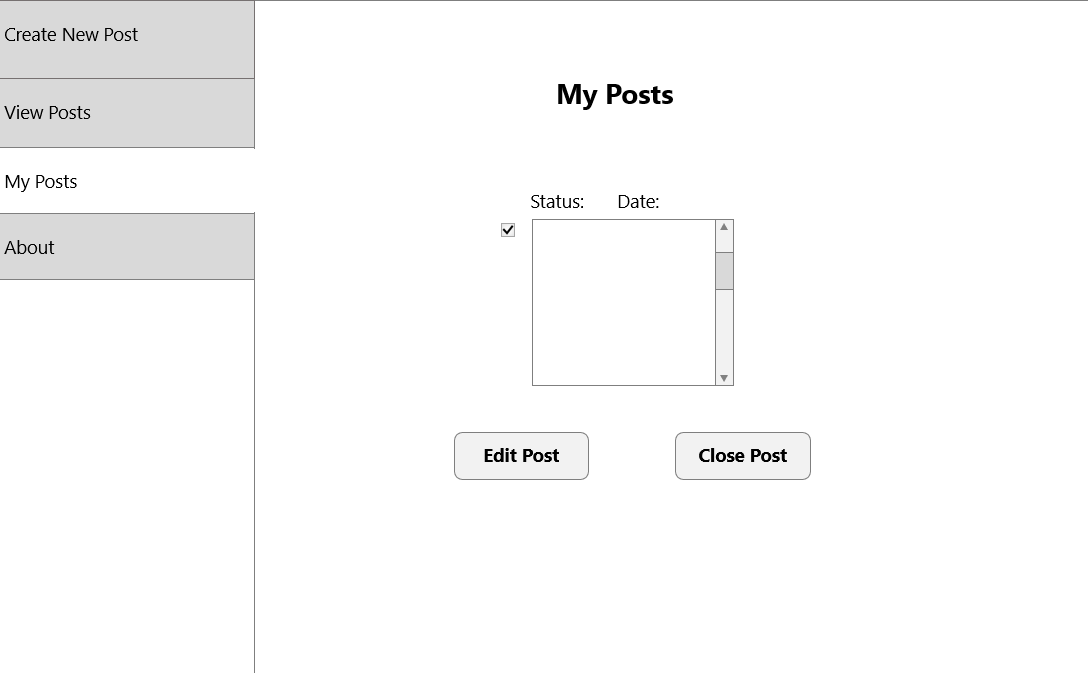 Create New Post
View Posts
My Posts
About
My Posts
Status: Date:
Edit Post Close Post